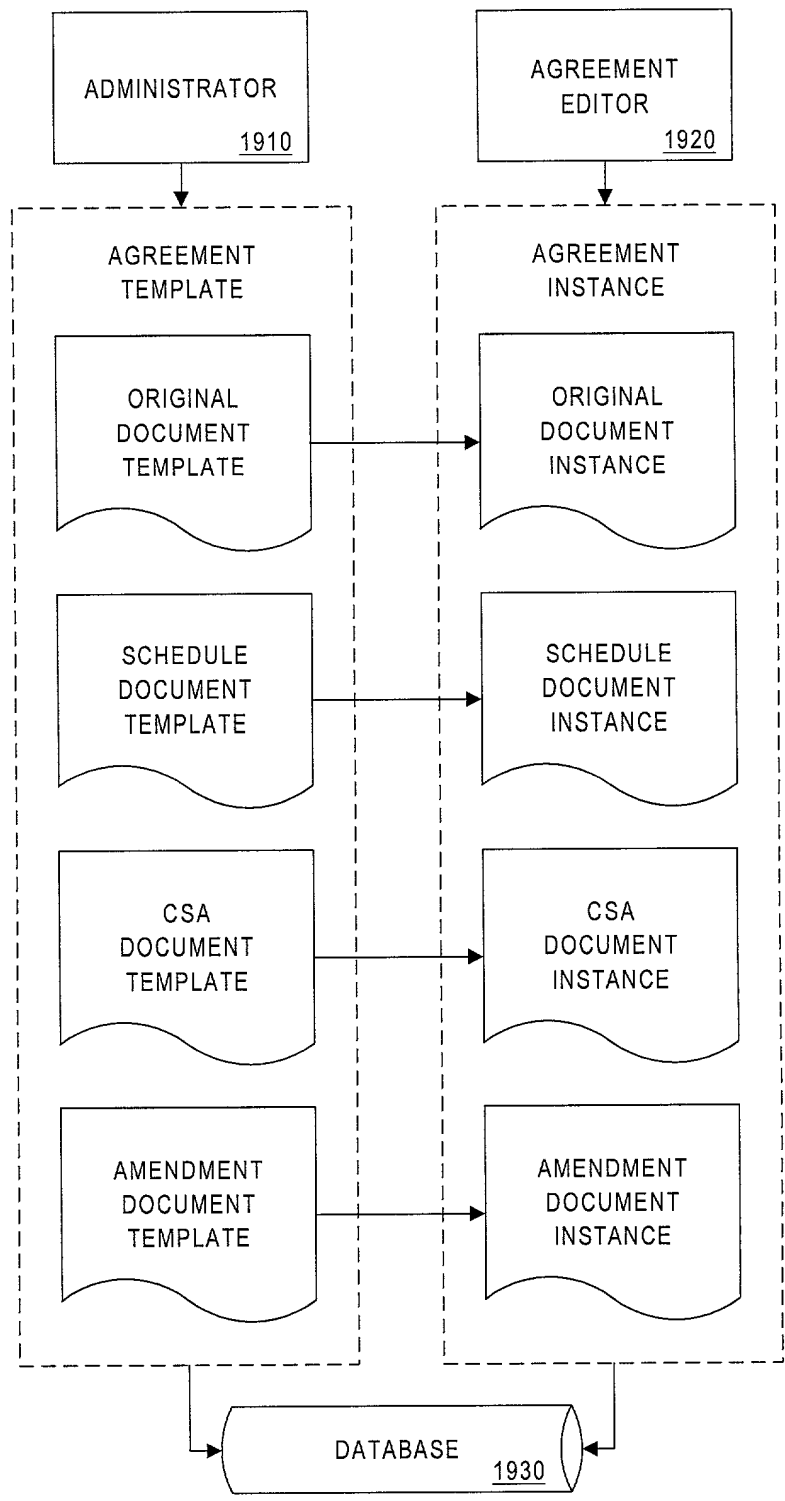 ADMINISTRATOR
1910
AGREEMENT
EDITOR
1920
AGREEMENT
TEMPLATE
AGREEMENT
INSTANCE
ORIGINAL
DOCUMENT
TEMPLATE
ORIGINAL
DOCUMENT
INSTANCE
SCHEDULE
DOCUMENT
TEMPLATE
SCHEDULE
DOCUMENT
INSTANCE
CSA
DOCUMENT
TEMPLATE
CSA
DOCUMENT
INSTANCE
AMENDMENT
DOCUMENT
TEMPLATE
AMENDMENT
DOCUMENT
INSTANCE
DATABASE
1930